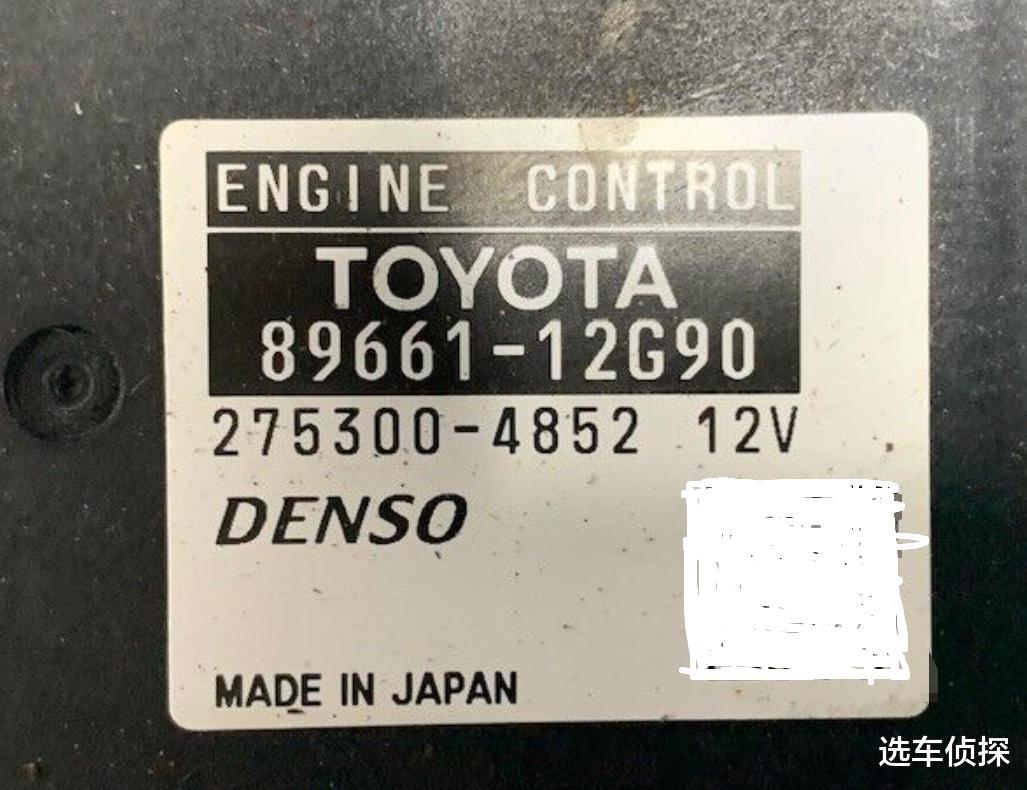 ENGINE CONTROL
TOYOTA
89661-12G90
275300-4852 12V
DENSO
MADE IN JAPAN
选车侦探